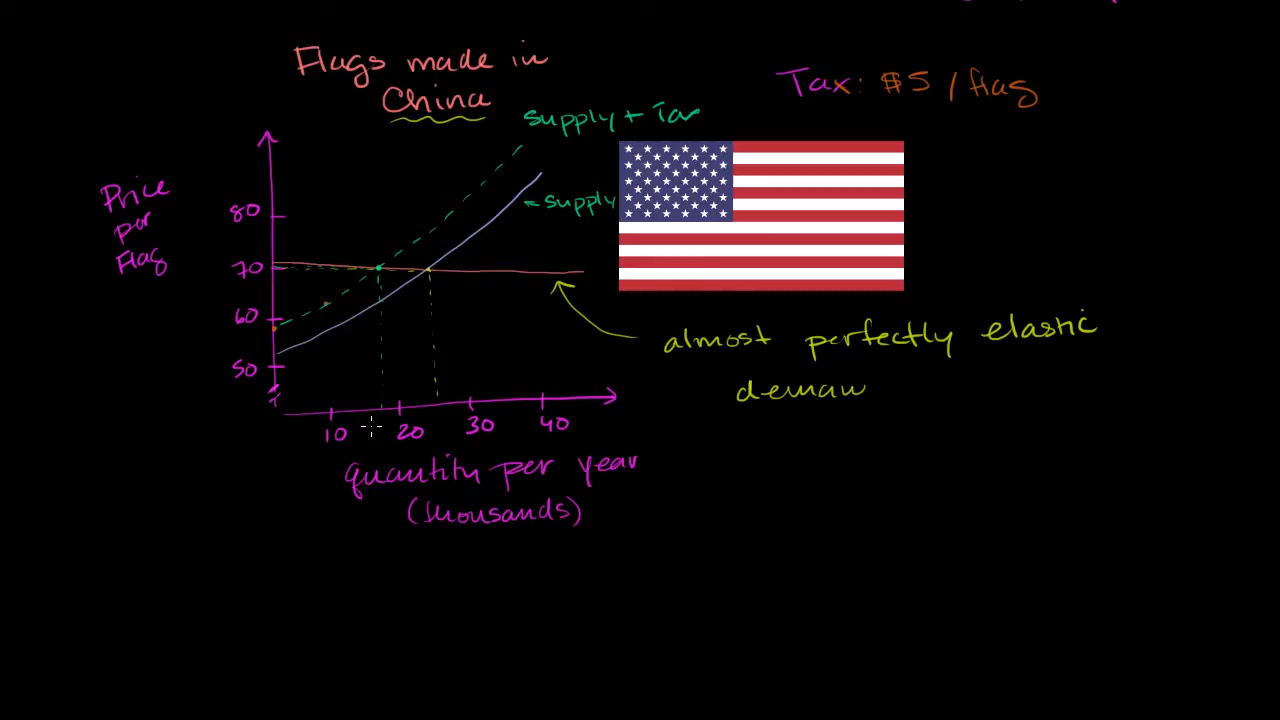 Flags made in
China
Tax: $5 / flag
supply + Tax
supply
Price
per
Flag
80
70
60
50
10 20 30 40
quantity per year
(thousands)
almost perfectly elastic
deman